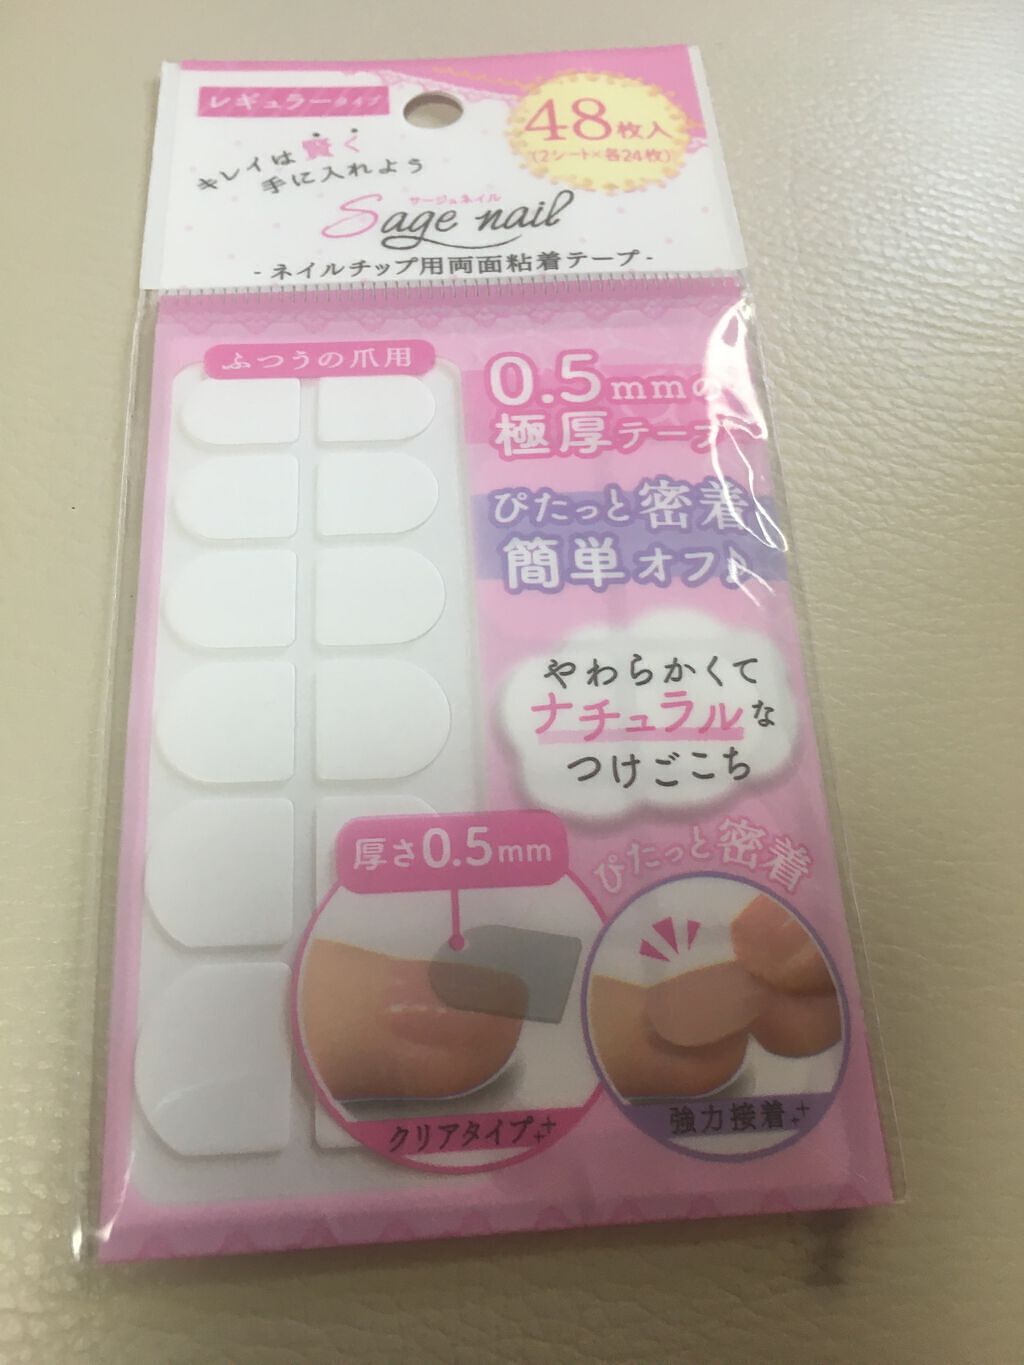 レギュラータイプ
48枚入
(2シート×各24枚)
キレイは賢く
手に入れよう
サージュネイル
Sage nail
-ネイルチップ用両面粘着テープ-
ふつうの爪用
0.5mmの
極厚テープ
ぴたっと密着
簡単オフ♪
やわらかくて
ナチュラルな
つけごこち
厚さ0.5mm
クリアタイプ
ぴたっと密着
強力接着